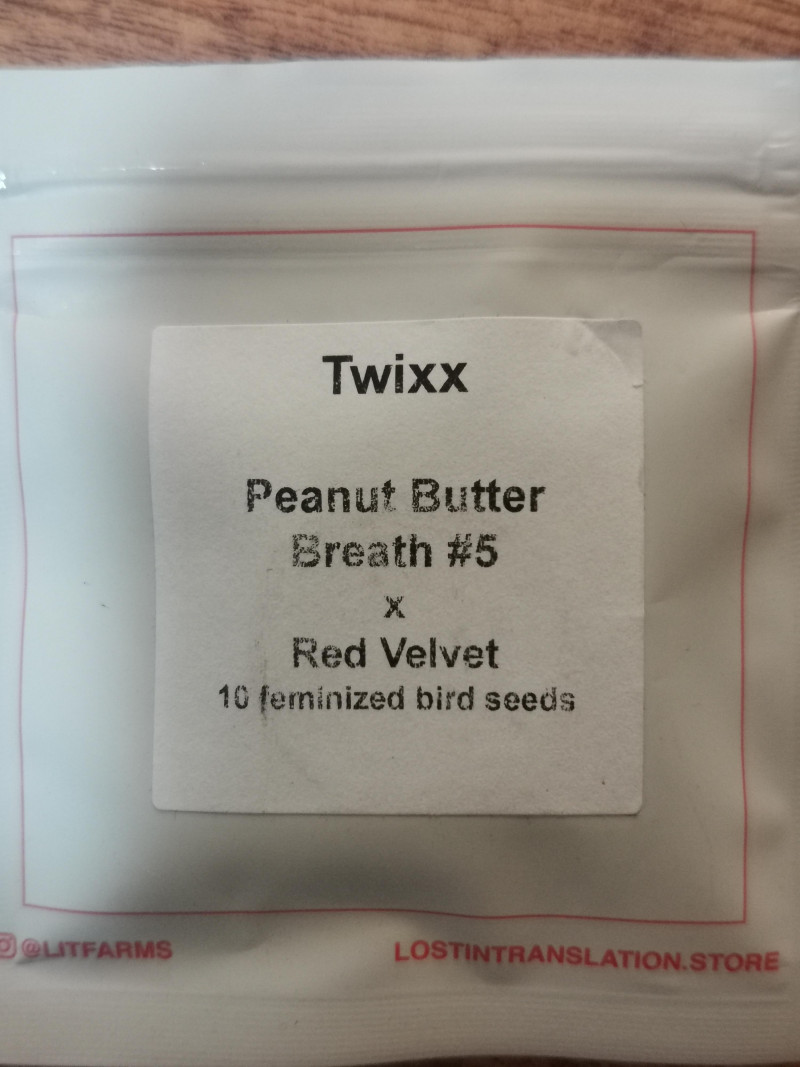 Twixx
Peanut Butter
Breath #5
x
Red Velvet
10 feminized bird seeds
@LITFARMS
LOSTINTRANSLATION.STORE